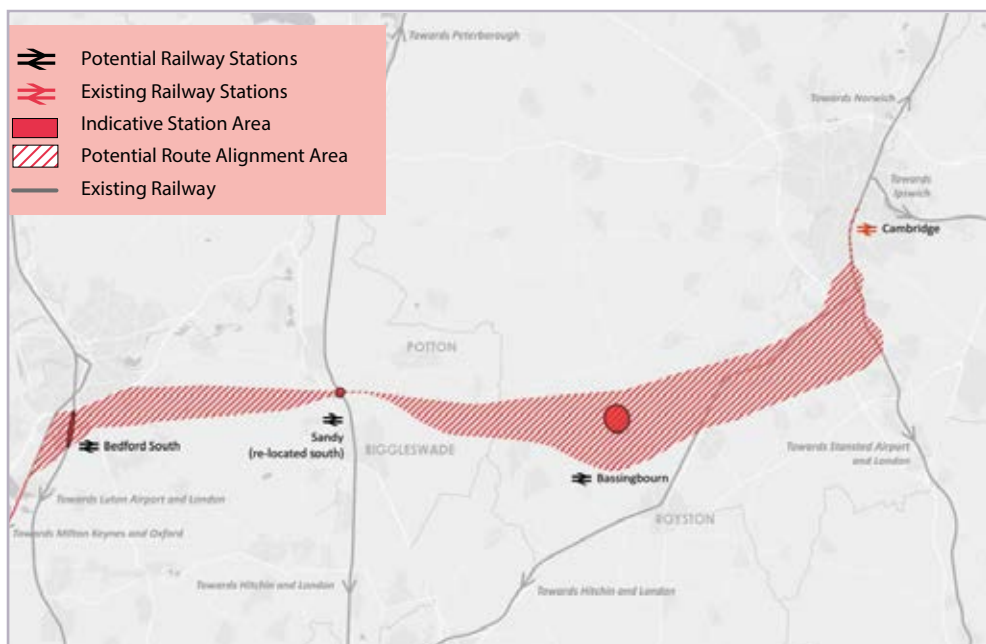 Potential Railway Stations
Existing Railway Stations
Indicative Station Area
Potential Route Alignment Area
Existing Railway
Towards Peterborough
Towards Norwich
Towards
Ipswich
Cambridge
POTTON
Sandy
(re-located south)
BIGGLESWADE
Bedford South
Bassingbourn
Towards Stansted Airport
and London
Towards Luton Airport and London
ROYSTON
Towards Milton Keynes and Oxford
Towards Hitchin and London
Towards Hitchin and London